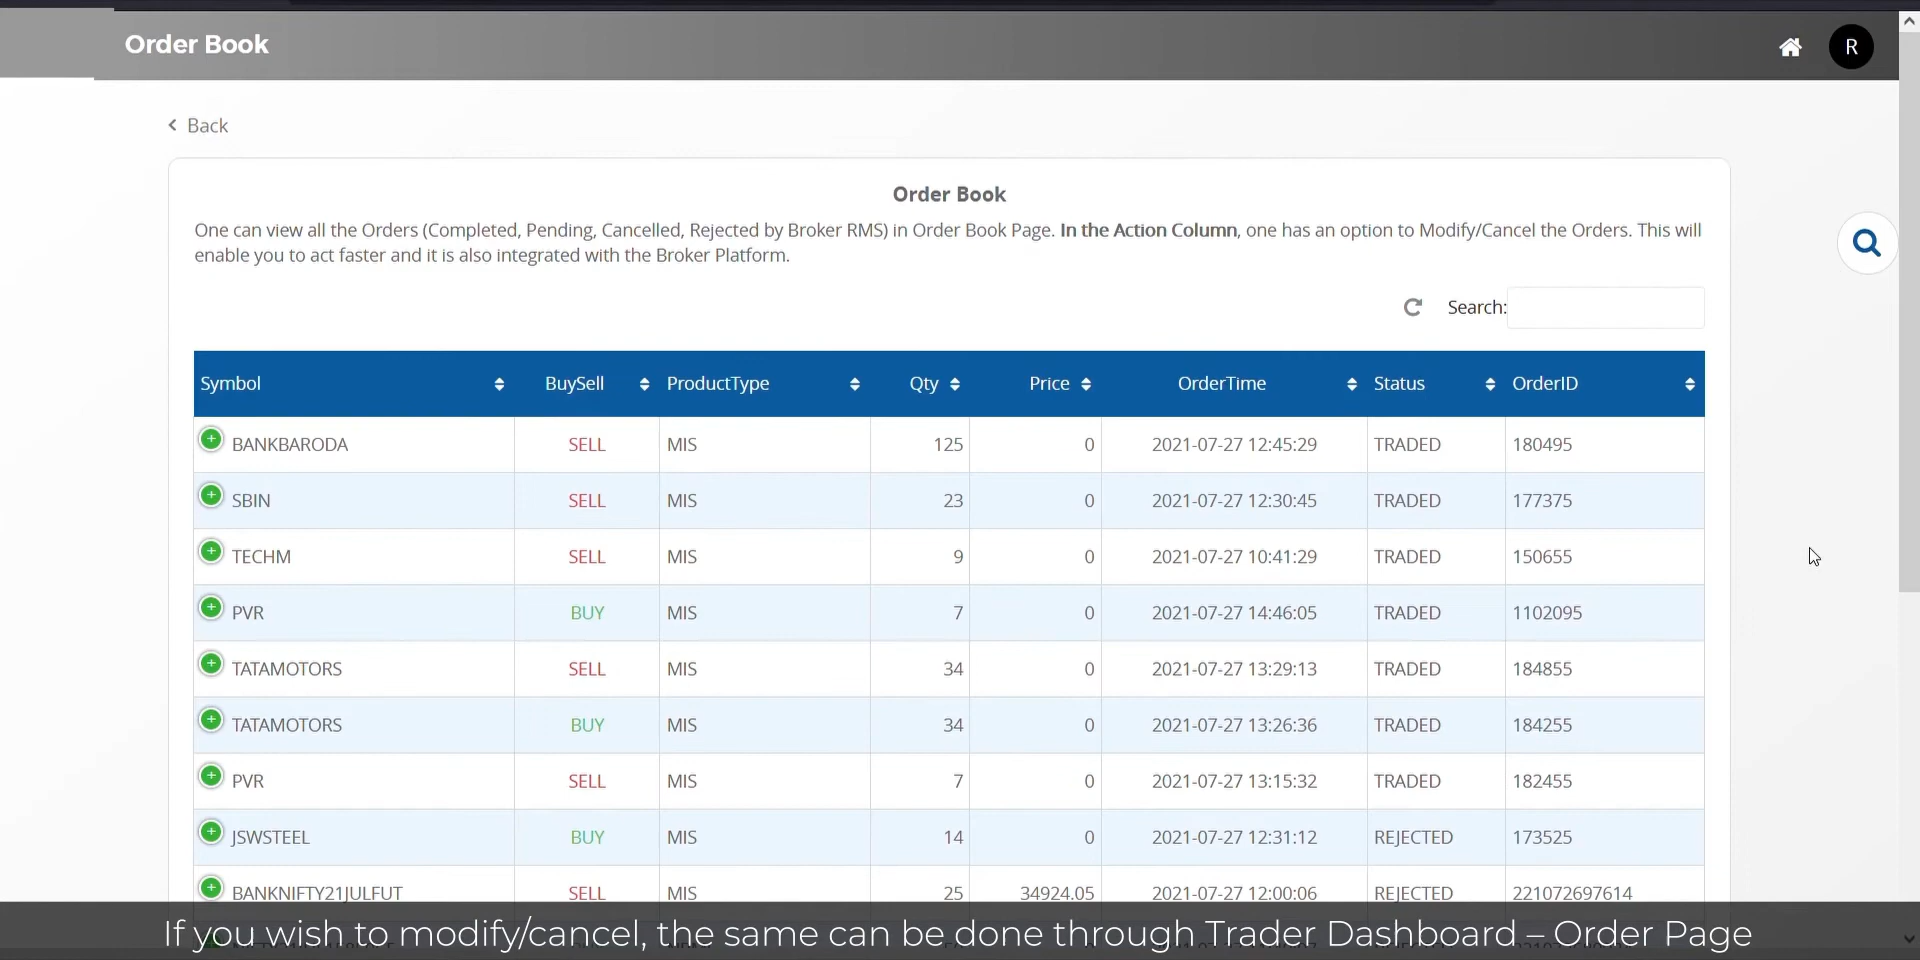 Order Book
R
Back
Order Book
One can view all the Orders (Completed, Pending, Cancelled, Rejected by Broker RMS) in Order Book Page. In the Action Column, one has an option to Modify/Cancel the Orders. This will
enable you to act faster and it is also integrated with the Broker Platform.
Search:
Symbol BuySell ProductType Qty Price OrderTime Status OrderID
BANKBARODA SELL MIS 125 0 2021-07-27 12:45:29 TRADED 180495
SBIN SELL MIS 23 0 2021-07-27 12:30:45 TRADED 177375
TECHM SELL MIS 9 0 2021-07-27 10:41:29 TRADED 150655
PVR BUY MIS 7 0 2021-07-27 14:46:05 TRADED 1102095
TATAMOTORS SELL MIS 34 0 2021-07-27 13:29:13 TRADED 184855
TATAMOTORS BUY MIS 34 0 2021-07-27 13:26:36 TRADED 184255
PVR SELL MIS 7 0 2021-07-27 13:15:32 TRADED 182455
JSWSTEEL BUY MIS 14 0 2021-07-27 12:31:12 REJECTED 173525
BANKNIFTY21JULFUT SELL MIS 25 34924.05 2021-07-27 12:00:06 REJECTED 221072697614
If you wish to modify/cancel, the same can be done through Trader Dashboard – Order Page